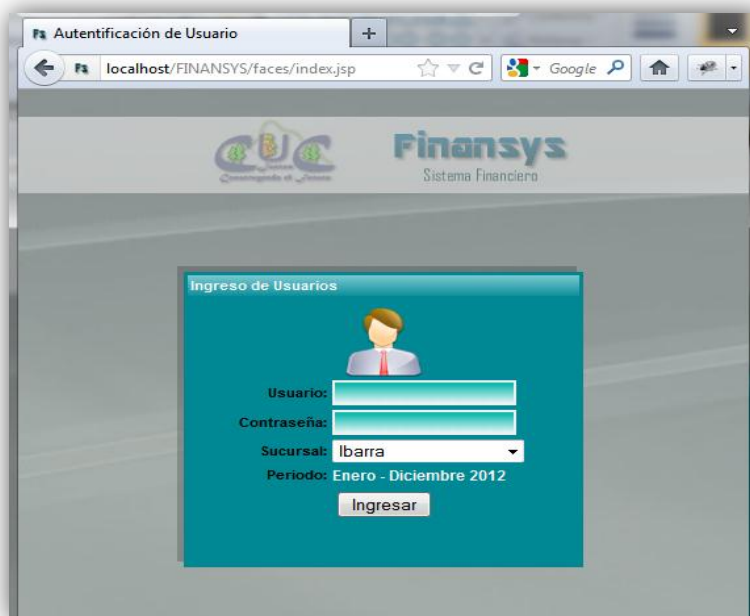 Autentificación de Usuario
localhost/FINANSYS/faces/index.jsp
Google
CUC
Finansys
Sistema Financiero
Ingreso de Usuarios
Usuario:
Contraseña:
Sucursal: Ibarra
Periodo: Enero - Diciembre 2012
Ingresar